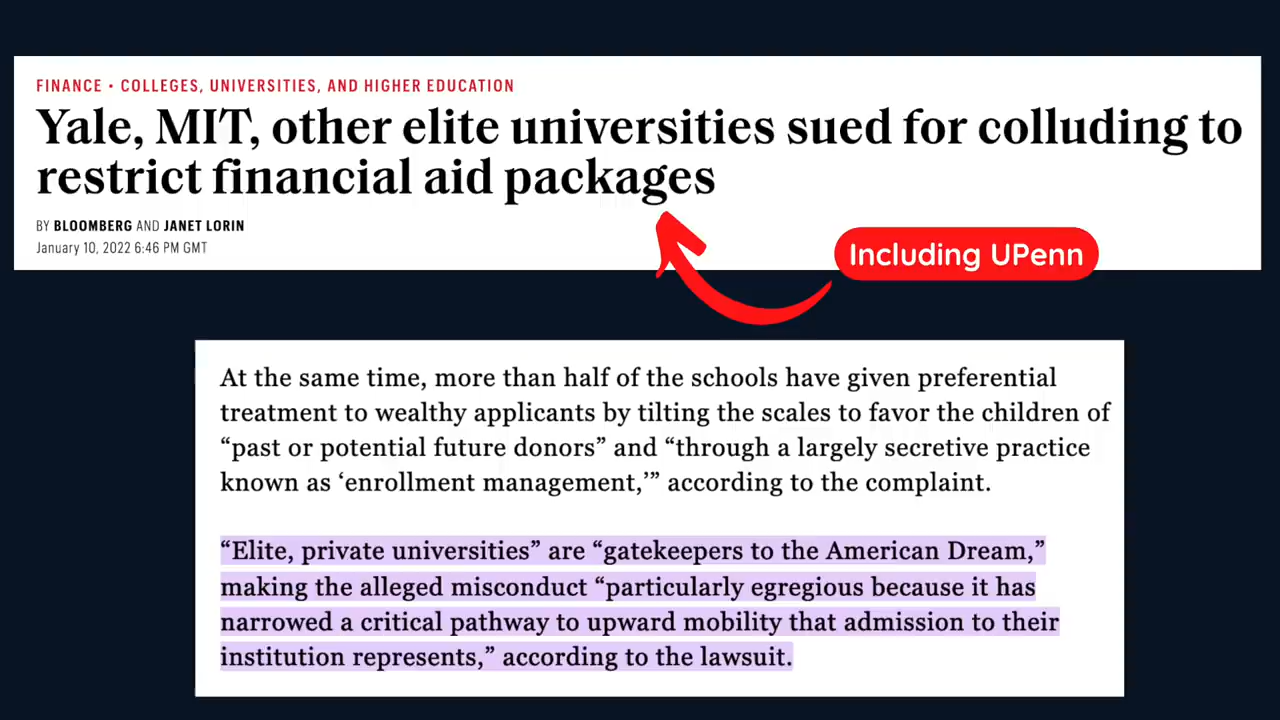 FINANCE • COLLEGES, UNIVERSITIES, AND HIGHER EDUCATION
Yale, MIT, other elite universities sued for colluding to
restrict financial aid packages
BY BLOOMBERG AND JANET LORIN
January 10, 2022 6:46 PM GMT
Including UPenn
At the same time, more than half of the schools have given preferential
treatment to wealthy applicants by tilting the scales to favor the children of
“past or potential future donors” and “through a largely secretive practice
known as ‘enrollment management,’” according to the complaint.
“Elite, private universities” are “gatekeepers to the American Dream,”
making the alleged misconduct “particularly egregious because it has
narrowed a critical pathway to upward mobility that admission to their
institution represents,” according to the lawsuit.